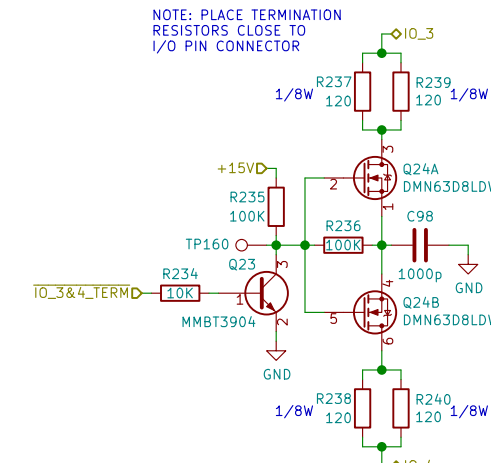 NOTE: PLACE TERMINATION
RESISTORS CLOSE TO
I/O PIN CONNECTOR
IO_3
R237
R239
1/8W
120
120
1/8W
3
+15V
Q24A
2
DMN63D8LDW
R235
1
100K
C98
R236
TP160
100K
Q23
3
1000p
R234
4
GND
IO_3&4_TERM
10K
1
Q24B
5
DMN63D8LDW
MMBT3904
2
6
GND
R238
R240
1/8W
120
120
1/8W